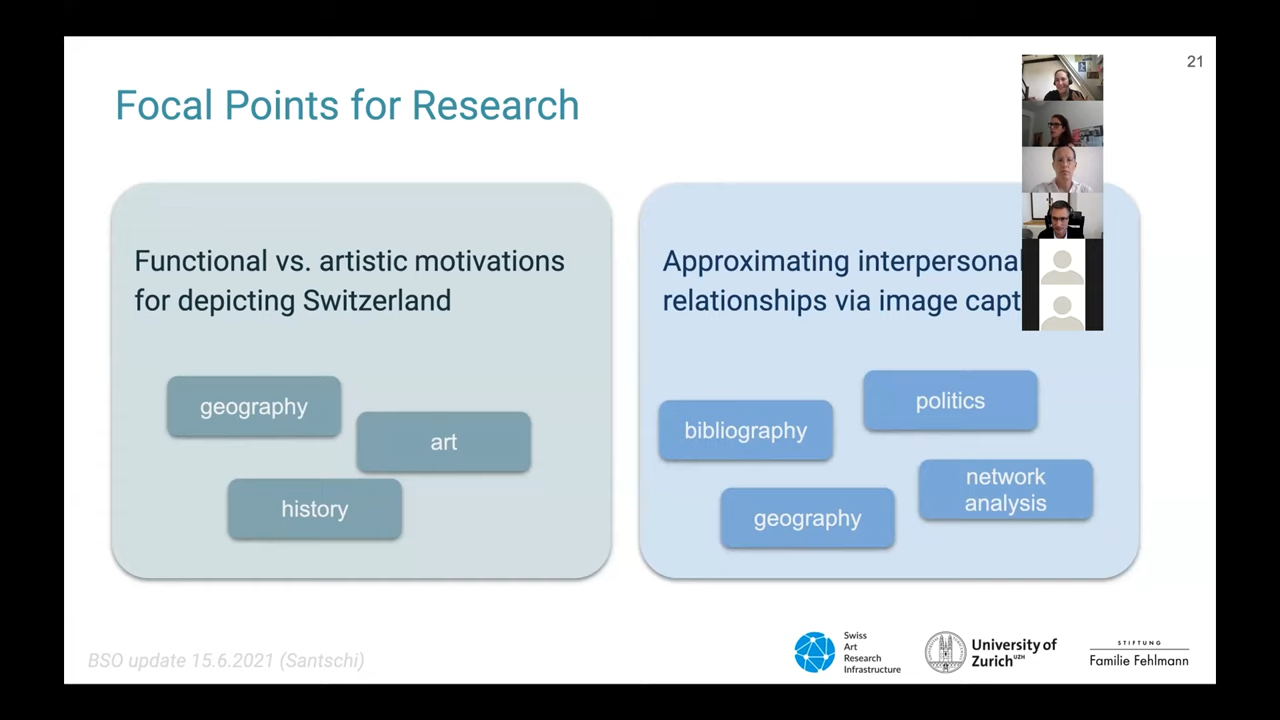 21
Focal Points for Research
Functional vs. artistic motivations
for depicting Switzerland
geography
art
history
Approximating interpersonal
relationships via image
politics
bibliography
network
analysis
geography
BSO update 15.6.2021 (Santschi)
Swiss
Art
Research
Infrastructure
University of
Zurich UZH
STIFTUNG
Familie Fehlmann